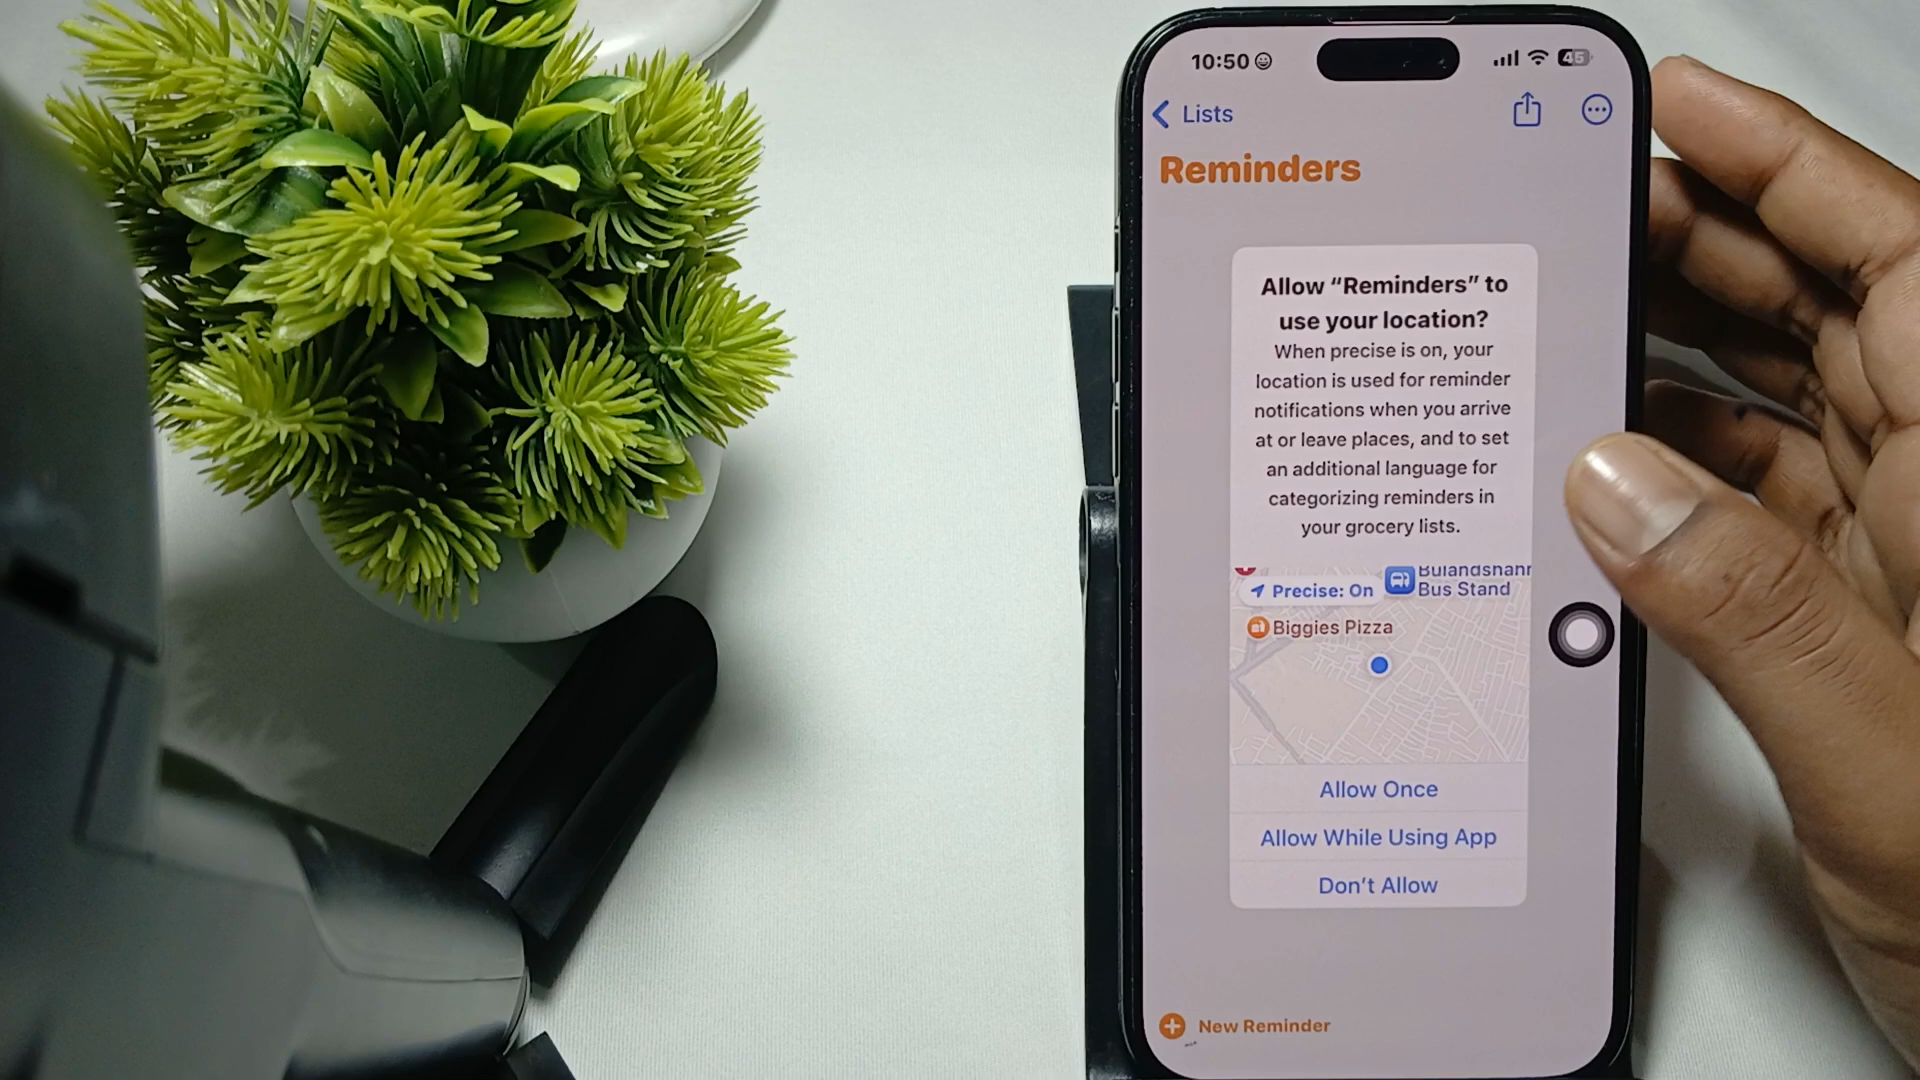 10:50
45
Lists
Reminders
Allow “Reminders” to
use your location?
When precise is on, your
location is used for reminder
notifications when you arrive
at or leave places, and to set
an additional language for
categorizing reminders in
your grocery lists.
Bulandshahr
Precise: On
Bus Stand
Biggies Pizza
Allow Once
Allow While Using App
Don’t Allow
New Reminder